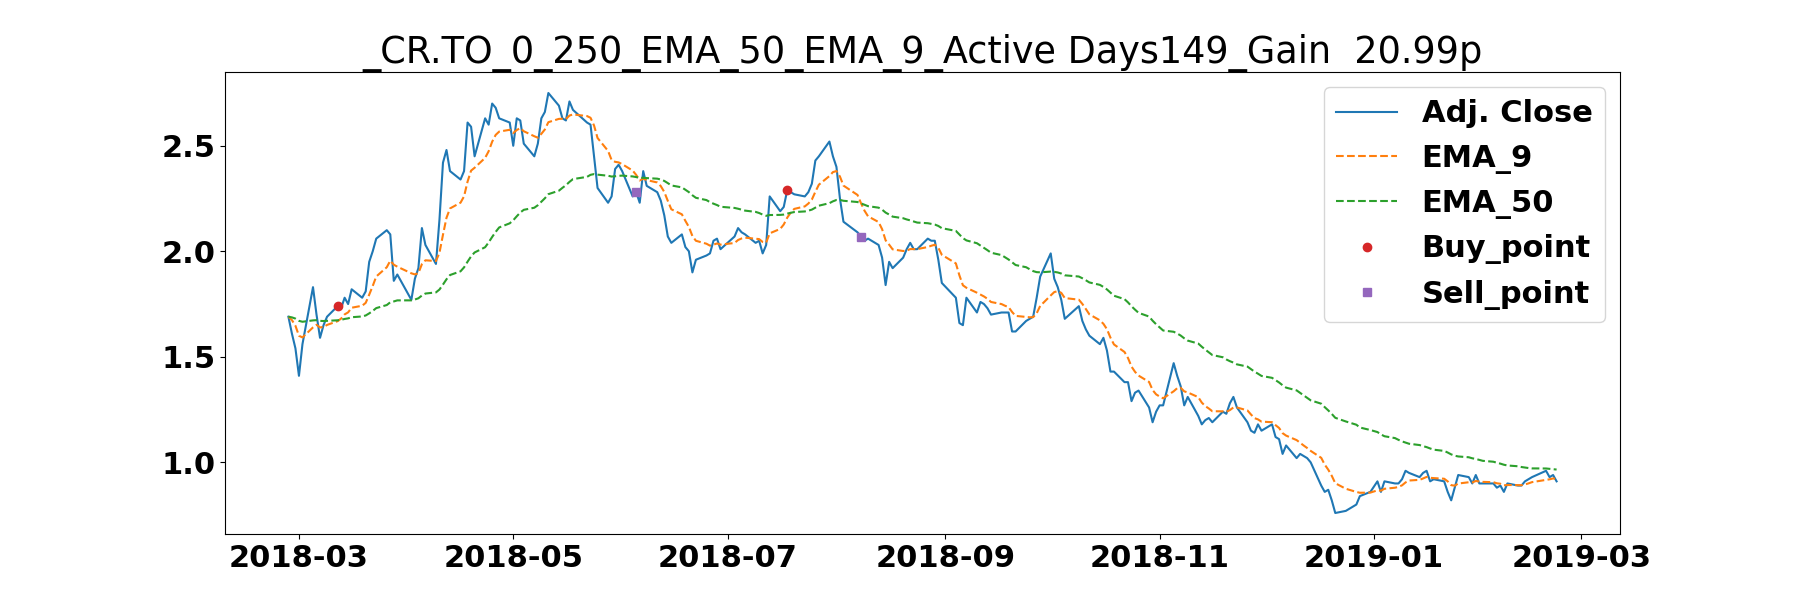 _CR.TO_0_250_EMA_50_EMA_9_Active Days149_Gain  20.99p
Adj. Close
EMA_9
EMA_50
Buy_point
Sell_point
2.5
2.0
1.5
1.0
2018-03 2018-05 2018-07 2018-09 2018-11 2019-01 2019-03